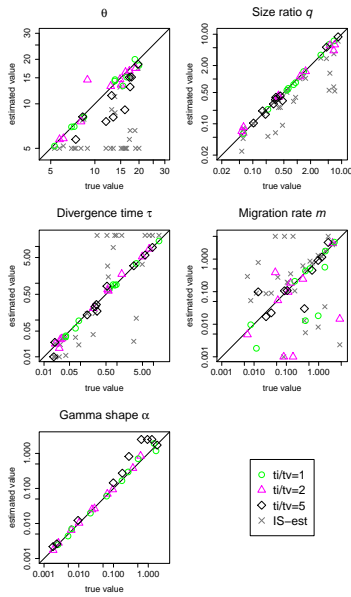 θ
Size ratio q
estimated value
5
10
15
20
30
5
7
10
15
20
30
true value
estimated value
0.02
0.10
0.50
2.00
10.00
0.02
0.10
0.50
2.00
10.00
true value
Divergence time τ
Migration rate m
estimated value
0.01
0.05
0.50
5.00
0.01
0.05
0.50
5.00
true value
estimated value
0.001
0.010
0.100
1.000
0.001
0.010
0.100
1.000
true value
Gamma shape α
estimated value
0.001
0.010
0.100
1.000
0.001
0.010
0.100
1.000
true value
ti/tv=1
ti/tv=2
ti/tv=5
IS−est